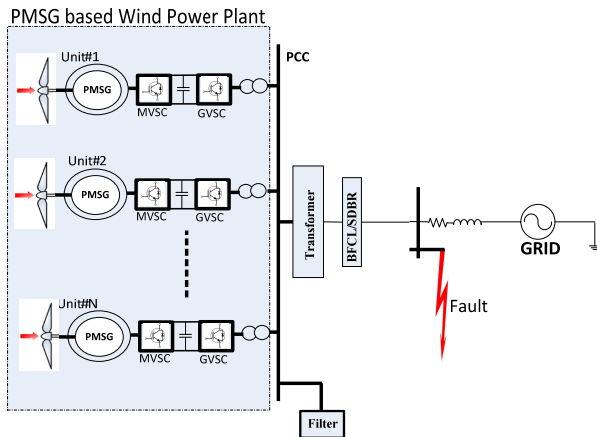 PMSG based Wind Power Plant
Unit#1
PMSG
MVSC
GVSC
PCC
Unit#2
PMSG
MVSC
GVSC
Transformer
BFCL/SDBR
GRID
Fault
Unit#N
PMSG
MVSC
GVSC
Filter